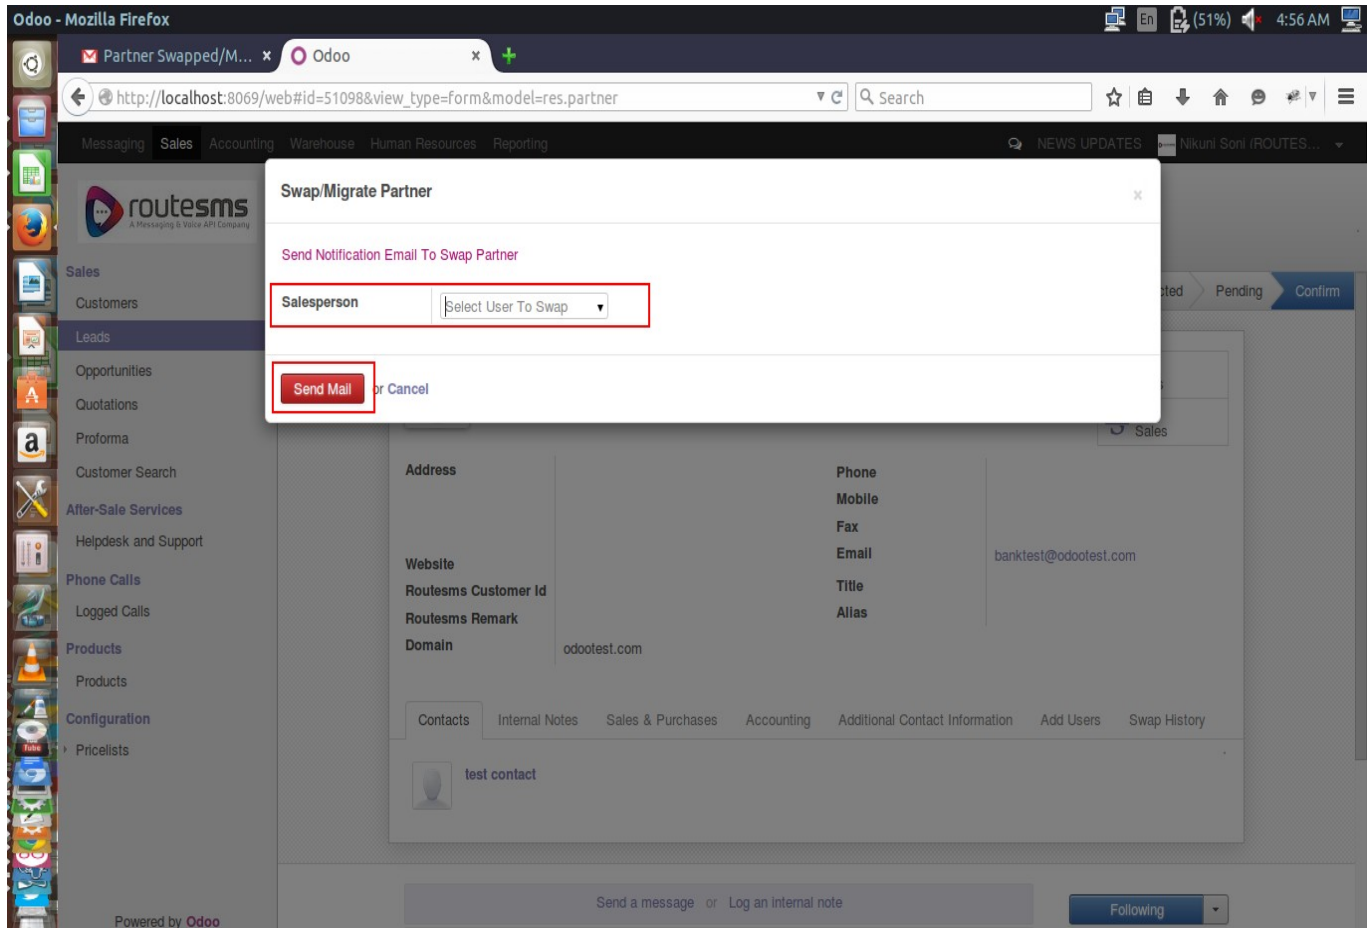 Odoo - Mozilla Firefox
En (51%) 4:56 AM
Partner Swapped/M... × Odoo ×
http://localhost:8069/web#id=51098&view_type=form&model=res.partner
Search
Messaging Sales Accounting Warehouse Human Resources Reporting
NEWS UPDATES Nikuni Soni (ROUTES...
routesms
A Messaging & Voice API Company
Swap/Migrate Partner ×
Send Notification Email To Swap Partner
Salesperson Select User To Swap
Send Mail or Cancel
Sales
Customers
Leads
Opportunities
Quotations
Proforma
Customer Search
After-Sale Services
Helpdesk and Support
Phone Calls
Logged Calls
Products
Products
Configuration
Pricelists
Powered by Odoo
Pending Confirm
Sales
Address
Website
Routesms Customer Id
Routesms Remark
Domain odootest.com
Phone
Mobile
Fax
Email banktest@odootest.com
Title
Alias
Contacts Internal Notes Sales & Purchases Accounting Additional Contact Information Add Users Swap History
test contact
Send a message or Log an internal note
Following